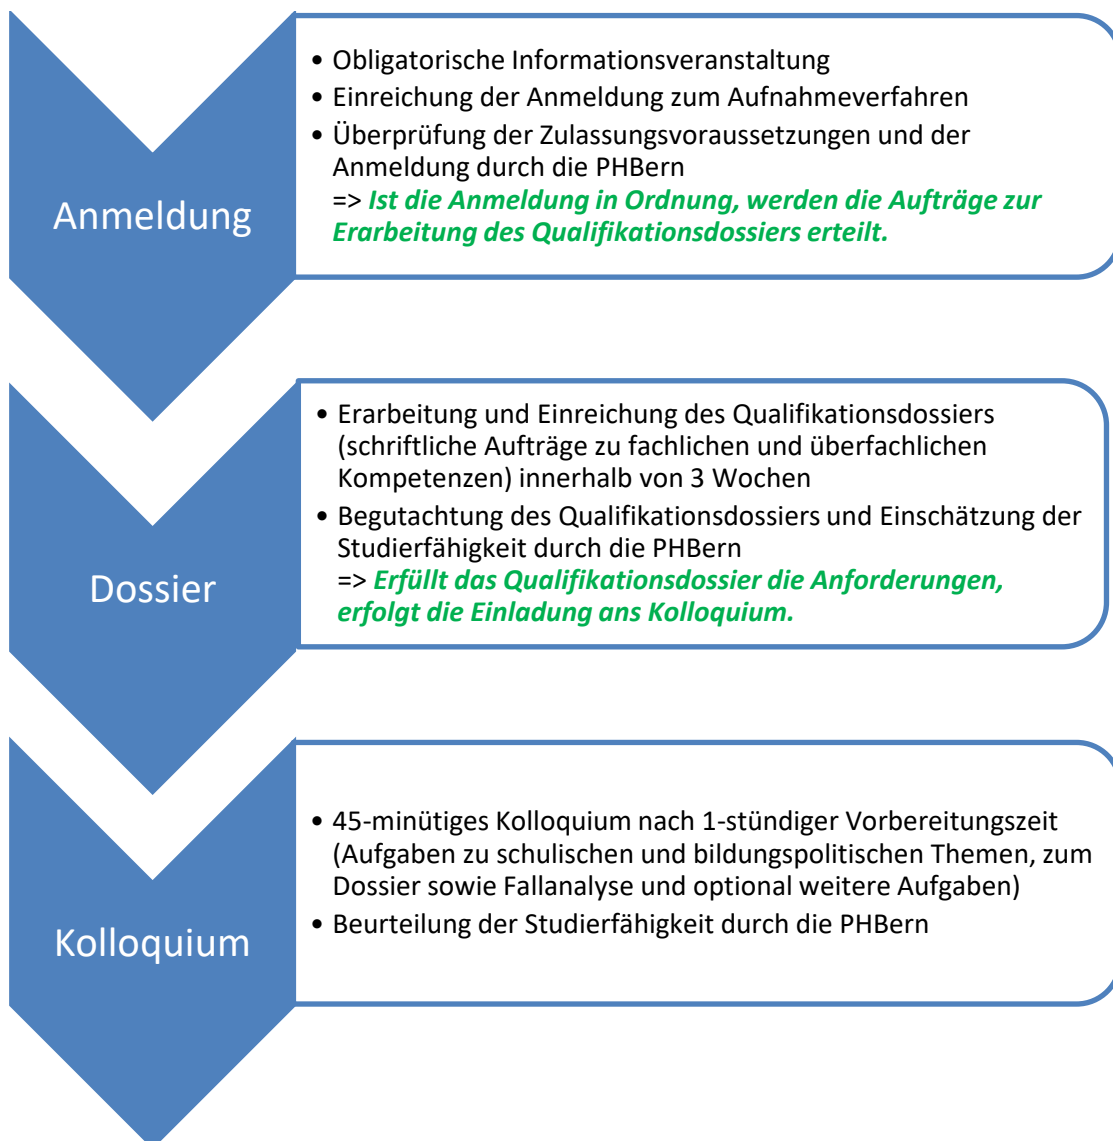 Anmeldung
• Obligatorische Informationsveranstaltung
• Einreichung der Anmeldung zum Aufnahmeverfahren
• Überprüfung der Zulassungsvoraussetzungen und der
Anmeldung durch die PHBern
=> Ist die Anmeldung in Ordnung, werden die Aufträge zur
Erarbeitung des Qualifikationsdossiers erteilt.
Dossier
• Erarbeitung und Einreichung des Qualifikationsdossiers
(schriftliche Aufträge zu fachlichen und überfachlichen
Kompetenzen) innerhalb von 3 Wochen
• Begutachtung des Qualifikationsdossiers und Einschätzung der
Studierfähigkeit durch die PHBern
=> Erfüllt das Qualifikationsdossier die Anforderungen,
erfolgt die Einladung ans Kolloquium.
Kolloquium
• 45-minütiges Kolloquium nach 1-stündiger Vorbereitungszeit
(Aufgaben zu schulischen und bildungspolitischen Themen, zum
Dossier sowie Fallanalyse und optional weitere Aufgaben)
• Beurteilung der Studierfähigkeit durch die PHBern